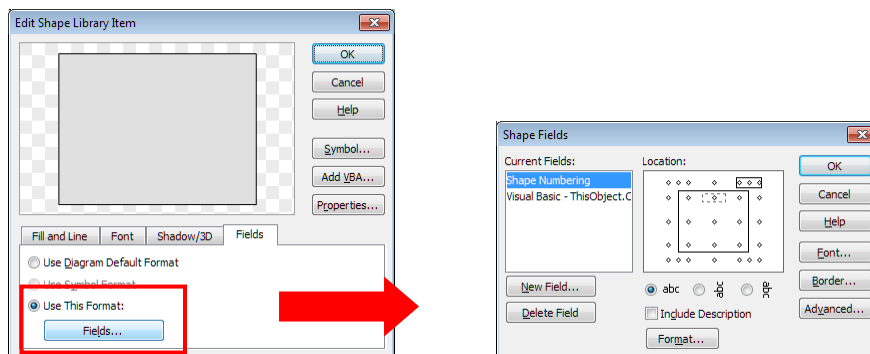 Edit Shape Library Item
OK
Cancel
Help
Symbol...
Add VBA...
Properties...
Fill and Line
Font
Shadow/3D
Fields
Use Diagram Default Format
Use Symbol Format
Use This Format:
Fields...
Shape Fields
Current Fields:
Location:
Shape Numbering
Visual Basic - ThisObject.C
OK
Cancel
Help
Font...
Border...
Advanced...
New Field...
Delete Field
abc
abc
abc
Include Description
Format...